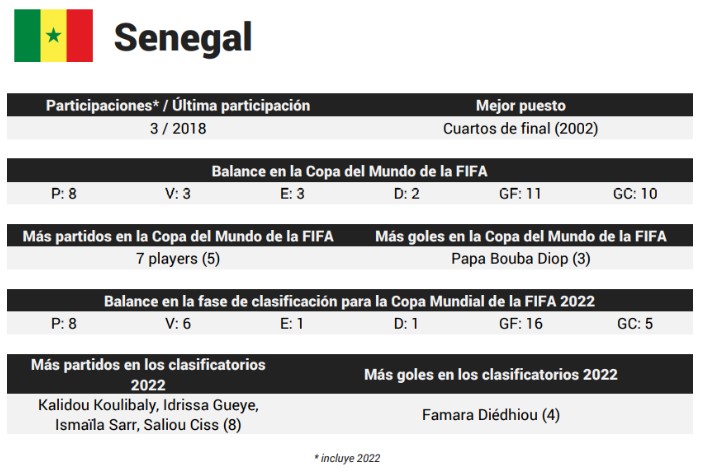 Senegal
Participaciones* / Última participación
Mejor puesto
3 / 2018
Cuartos de final (2002)
Balance en la Copa del Mundo de la FIFA
P: 8 V: 3 E: 3 D: 2 GF: 11 GC: 10
Más partidos en la Copa del Mundo de la FIFA
Más goles en la Copa del Mundo de la FIFA
7 players (5)
Papa Bouba Diop (3)
Balance en la fase de clasificación para la Copa Mundial de la FIFA 2022
P: 8 V: 6 E: 1 D: 1 GF: 16 GC: 5
Más partidos en los clasificatorios
2022
Más goles en los clasificatorios 2022
Kalidou Koulibaly, Idrissa Gueye,
Ismaïla Sarr, Saliou Ciss (8)
Famara Diédhiou (4)
* incluye 2022